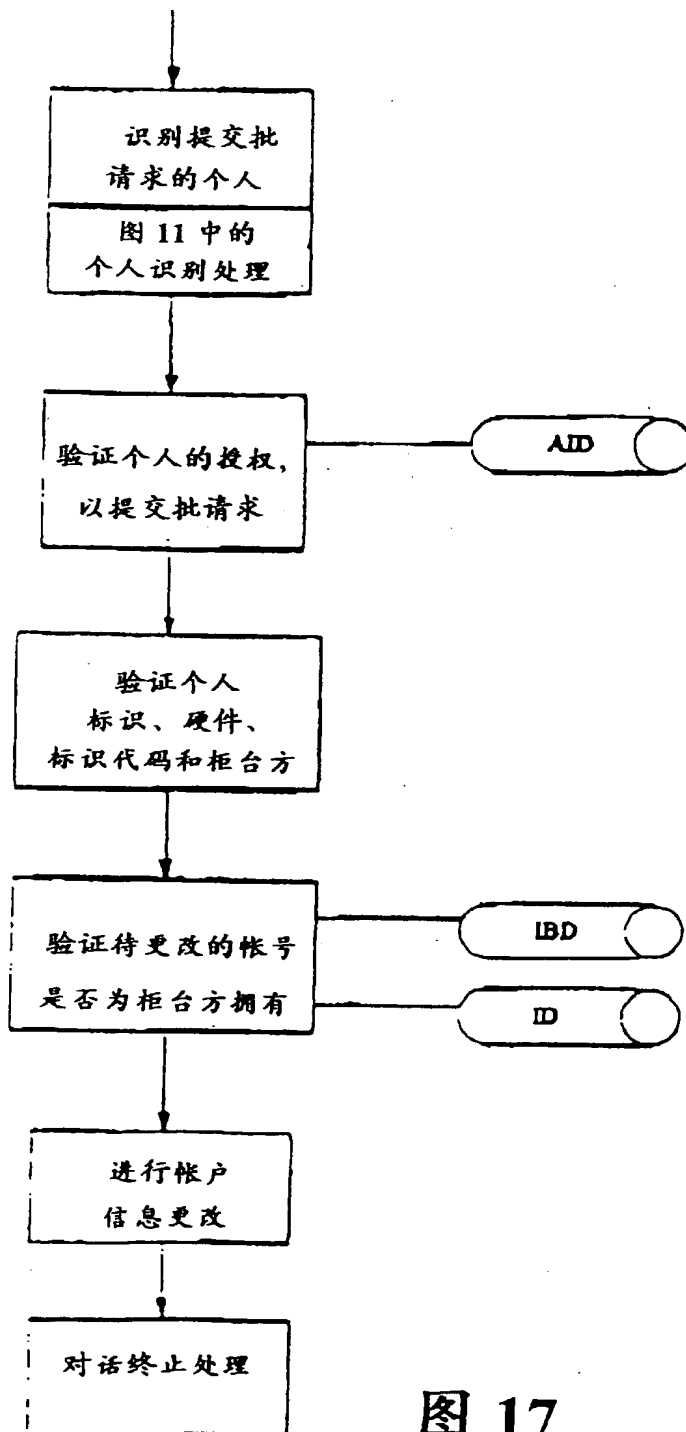 识别提交批
请求的个人
图 11 中的
个人识别处理
验证个人的授权,
以提交批请求
AID
验证个人
标识、硬件、
标识代码和柜台方
验证待更改的帐号
是否为柜台方拥有
IBD
ID
进行帐户
信息更改
对话终止处理
图 17